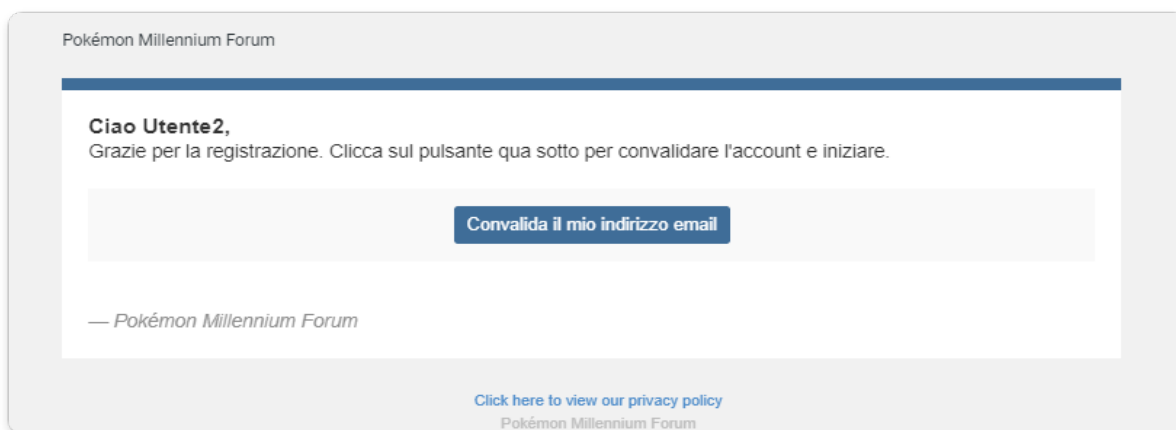 Pokémon Millennium Forum
Ciao Utente2,
Grazie per la registrazione. Clicca sul pulsante qua sotto per convalidare l'account e iniziare.
Convalida il mio indirizzo email
— Pokémon Millennium Forum
Click here to view our privacy policy
Pokémon Millennium Forum